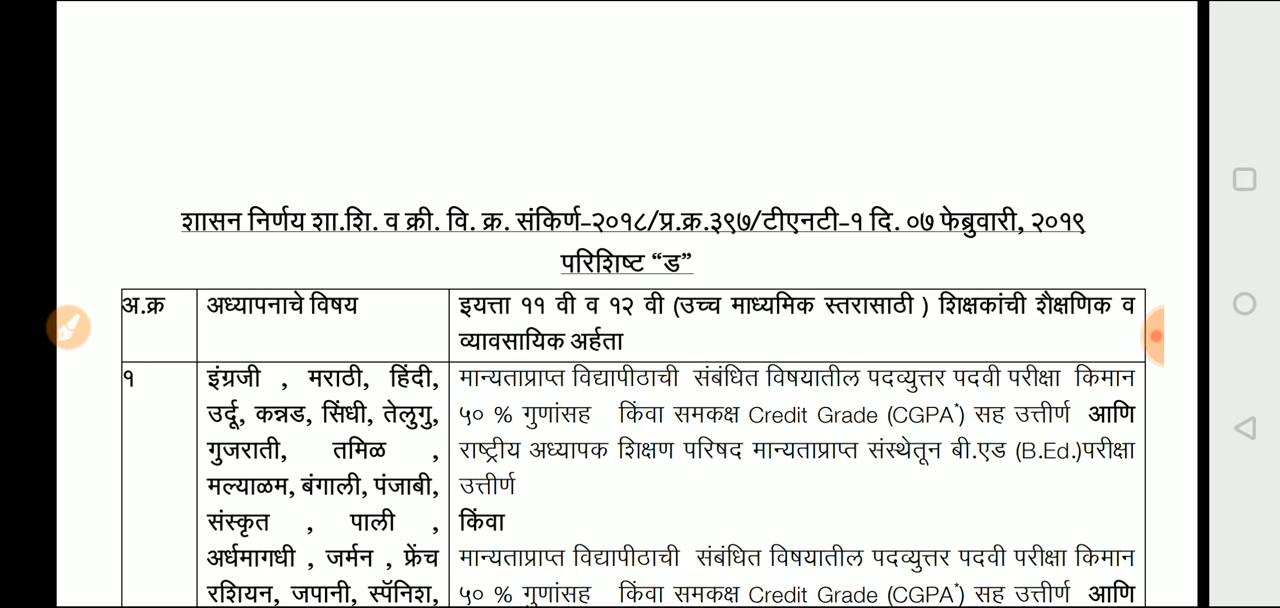 शासन निर्णय शा.शि. व क्री. वि. क्र. संकिर्ण-२०१८/प्र.क्र.३९७/टीएनटी-१ दि. ०७ फेब्रुवारी, २०१९
परिशिष्ट “ड”
अ.क्र
अध्यापनाचे विषय
इयत्ता ११ वी व १२ वी (उच्च माध्यमिक स्तरासाठी ) शिक्षकांची शैक्षणिक व
व्यावसायिक अर्हता
१
इंग्रजी , मराठी, हिंदी,
उर्दू, कन्नड, सिंधी, तेलुगु,
गुजराती, तमिळ ,
मल्याळम, बंगाली, पंजाबी,
संस्कृत , पाली ,
अर्धमागधी , जर्मन , फ्रेंच
रशियन, जपानी, स्पॅनिश,
मान्यताप्राप्त विद्यापीठाची संबंधित विषयातील पदव्युत्तर पदवी परीक्षा किमान
५० % गुणांसह किंवा समकक्ष Credit Grade (CGPA*) सह उत्तीर्ण आणि
राष्ट्रीय अध्यापक शिक्षण परिषद मान्यताप्राप्त संस्थेतून बी.एड (B.Ed.)परीक्षा
उत्तीर्ण
किंवा
मान्यताप्राप्त विद्यापीठाची संबंधित विषयातील पदव्युत्तर पदवी परीक्षा किमान
५० % गुणांसह किंवा समकक्ष Credit Grade (CGPA*) सह उत्तीर्ण आणि